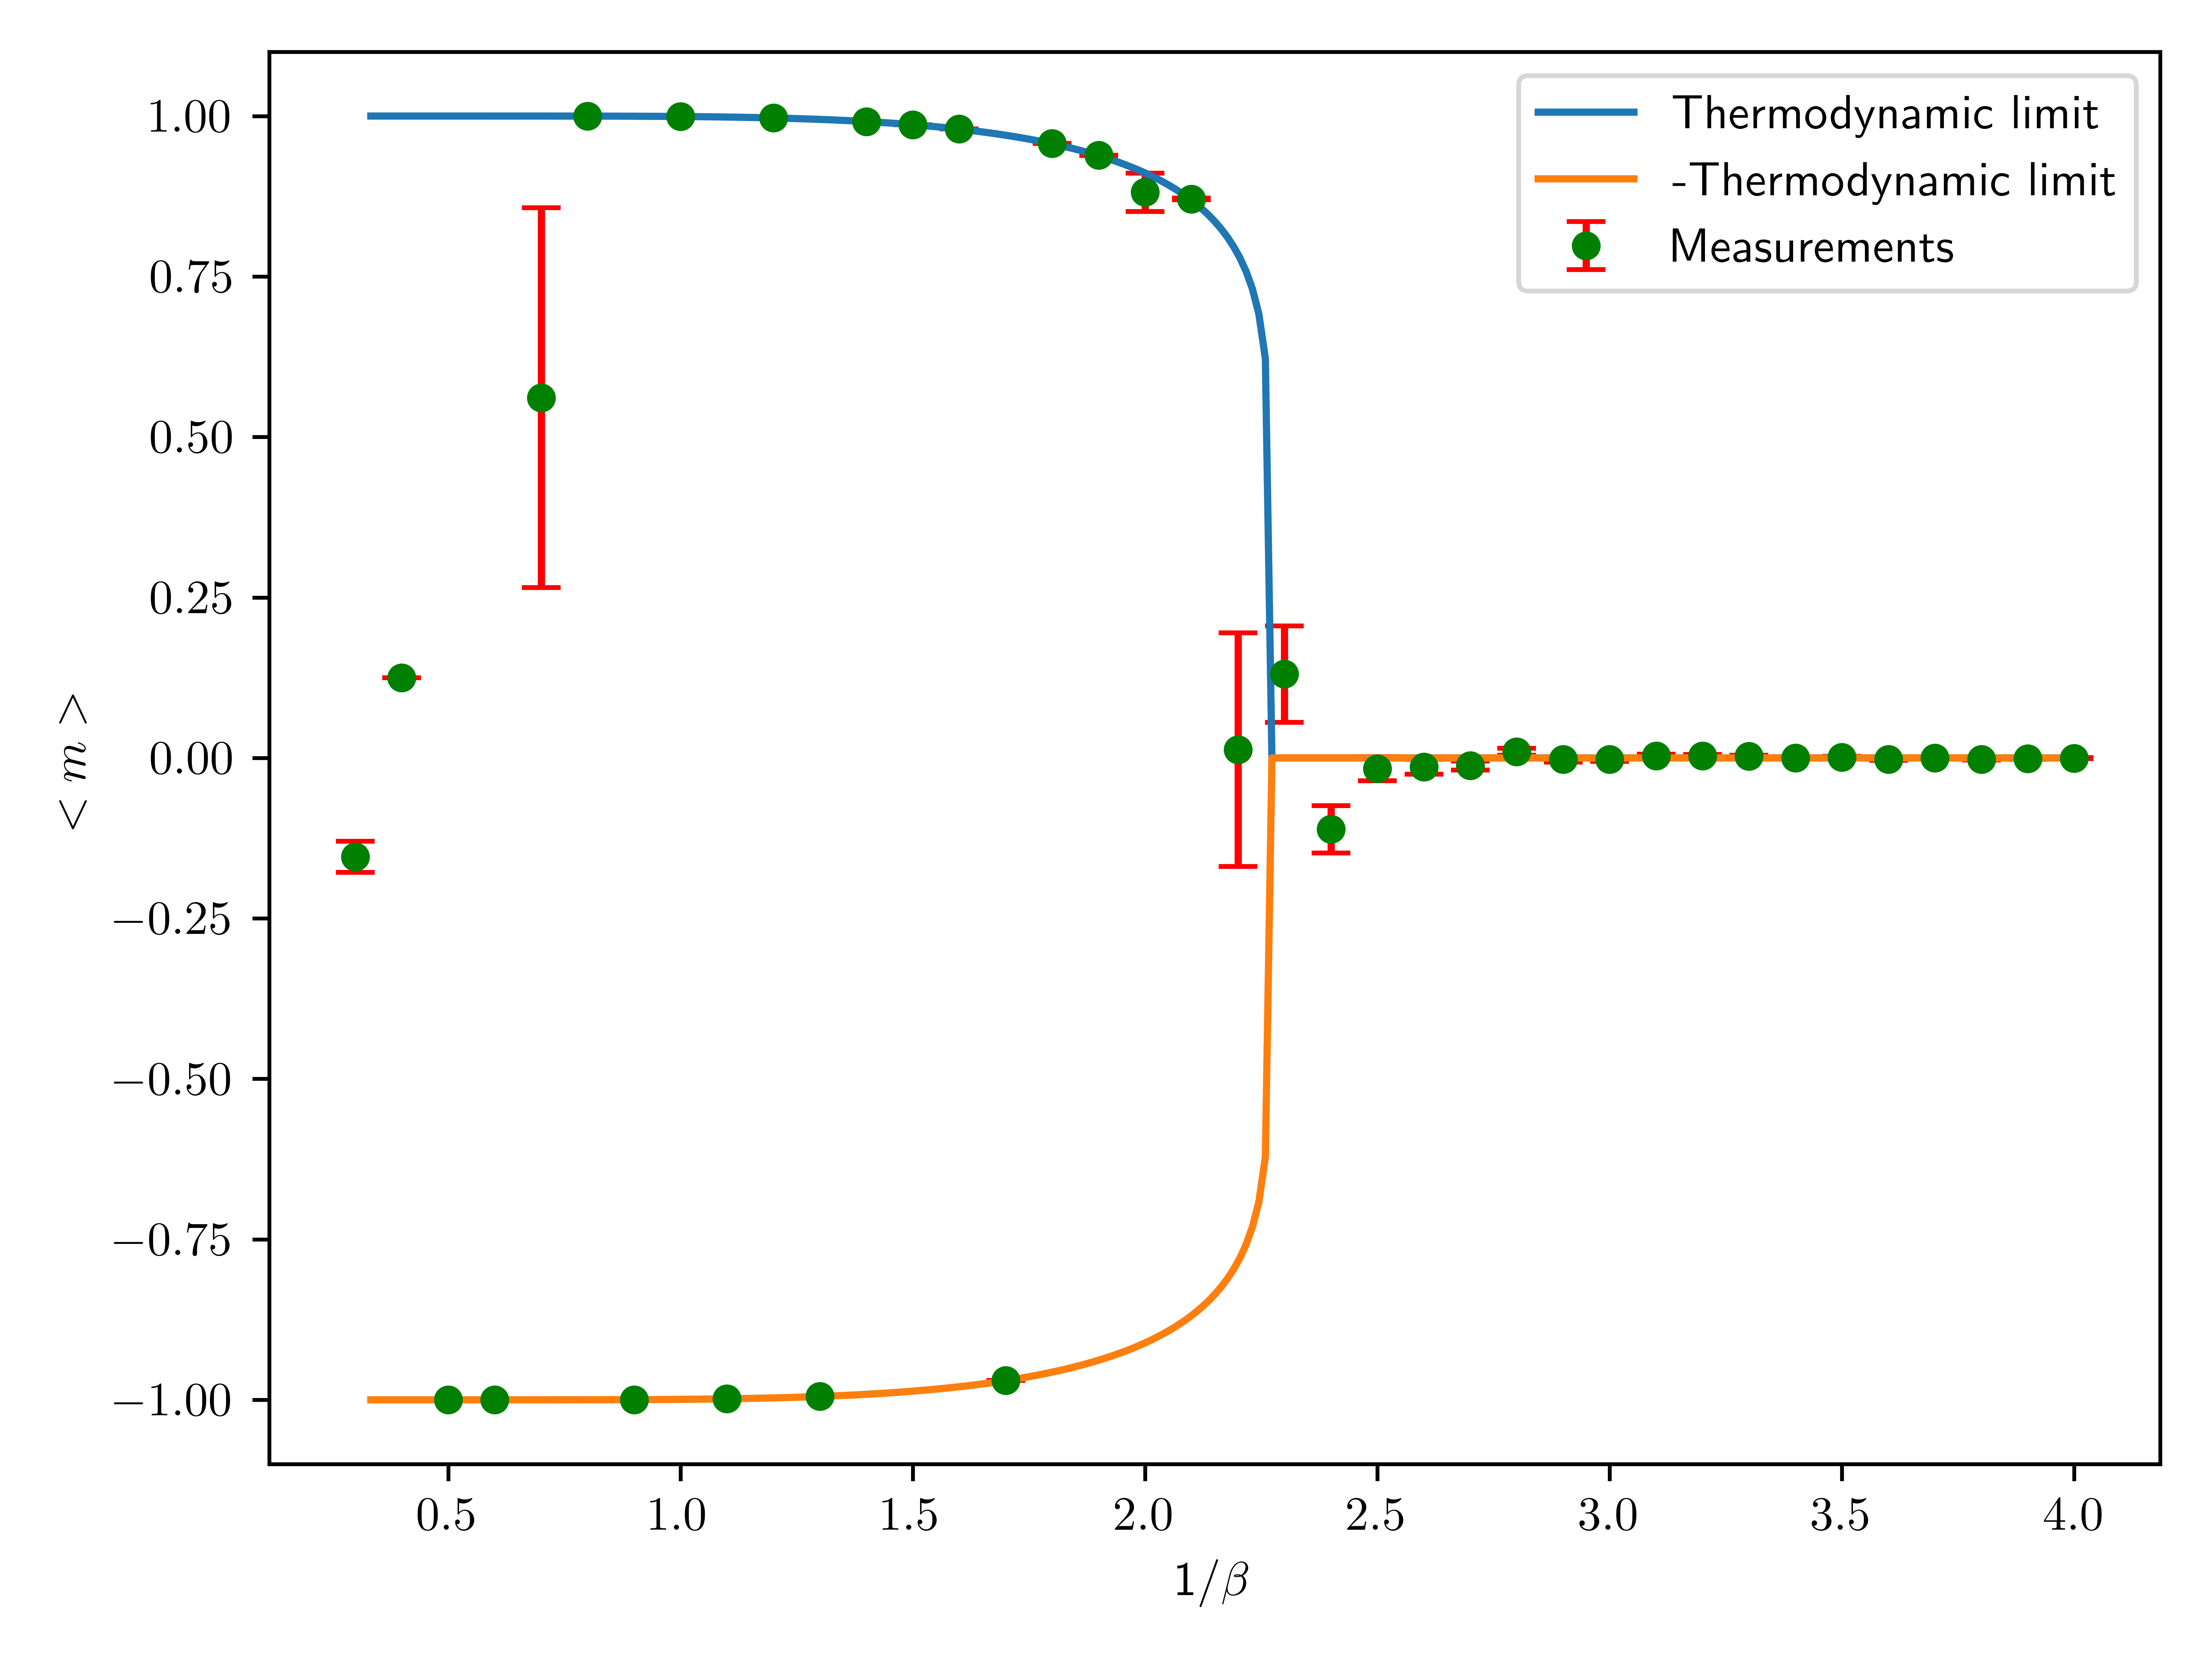 Thermodynamic limit
-Thermodynamic limit
Measurements
1.00
0.75
0.50
0.25
0.00
−0.25
−0.50
−0.75
−1.00
< m >
0.5 1.0 1.5 2.0 2.5 3.0 3.5 4.0
1/β